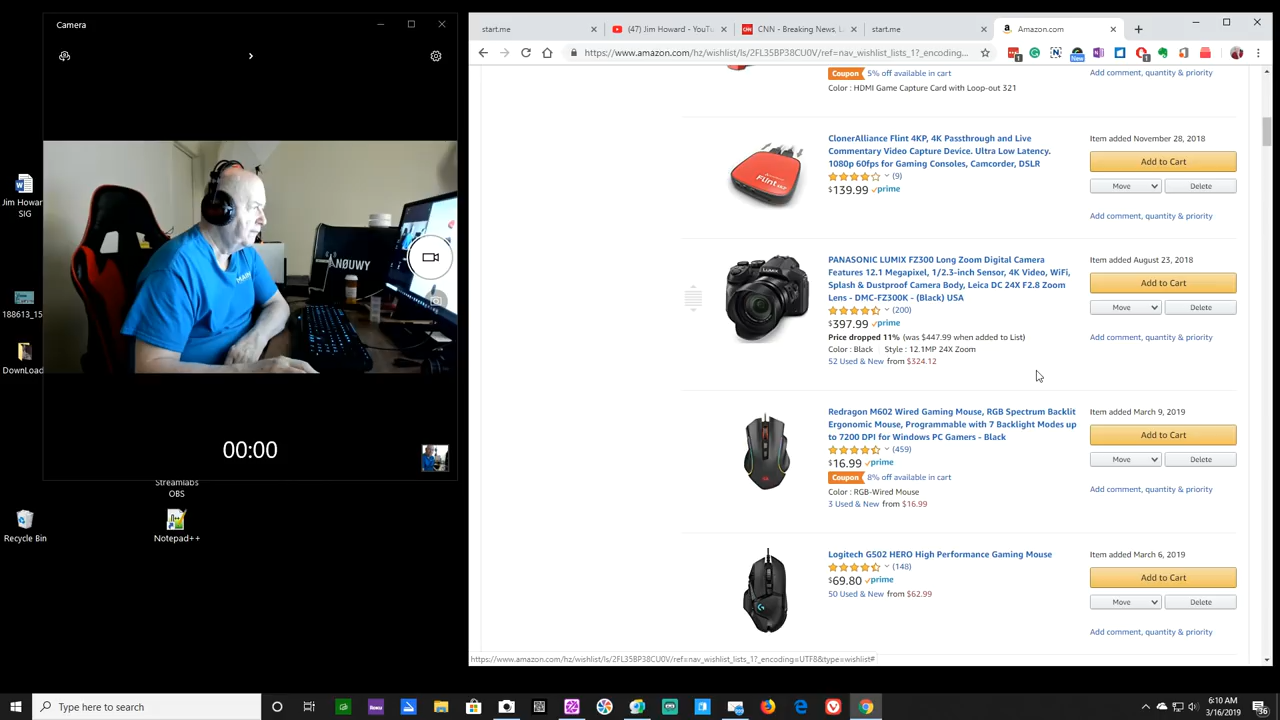 Camera
00:00
Jim Howar
SIG
188613_15
DownLoad
Streamlabs
OBS
Recycle Bin
Notepad++
start.me
(47) Jim Howard - YouTu
CNN - Breaking News, L
start.me
Amazon.com
https://www.amazon.com/hz/wishlist/ls/2FL35BP38CU0V/ref=nav_wishlist_lists_1?_encoding...
New
Coupon 5% off available in cart
Add comment, quantity & priority
Color : HDMI Game Capture Card with Loop-out 321
ClonerAlliance Flint 4KP, 4K Passthrough and Live
Commentary Video Capture Device. Ultra Low Latency.
1080p 60fps for Gaming Consoles, Camcorder, DSLR
(9)
$139.99 prime
Item added November 28, 2018
Add to Cart
Move
Delete
Add comment, quantity & priority
PANASONIC LUMIX FZ300 Long Zoom Digital Camera
Features 12.1 Megapixel, 1/2.3-inch Sensor, 4K Video, WiFi,
Splash & Dustproof Camera Body, Leica DC 24X F2.8 Zoom
Lens - DMC-FZ300K - (Black) USA
(200)
$397.99 prime
Price dropped 11% (was $447.99 when added to List)
Color : Black Style : 12.1MP 24X Zoom
52 Used & New from $324.12
Item added August 23, 2018
Add to Cart
Move
Delete
Add comment, quantity & priority
Redragon M602 Wired Gaming Mouse, RGB Spectrum Backlit
Ergonomic Mouse, Programmable with 7 Backlight Modes up
to 7200 DPI for Windows PC Gamers - Black
(459)
$16.99 prime
Coupon 8% off available in cart
Color : RGB-Wired Mouse
3 Used & New from $16.99
Item added March 9, 2019
Add to Cart
Move
Delete
Add comment, quantity & priority
Logitech G502 HERO High Performance Gaming Mouse
(148)
$69.80 prime
50 Used & New from $62.99
Item added March 6, 2019
Add to Cart
Move
Delete
Add comment, quantity & priority
https://www.amazon.com/hz/wishlist/ls/2FL35BP38CU0V/ref=nav_wishlist_lists_1?_encoding=UTF8&type=wishlist#
Type here to search
6:10 AM
3/16/2019